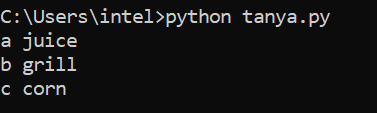 C:\Users\intel>python tanya.py
a juice
b grill
c corn